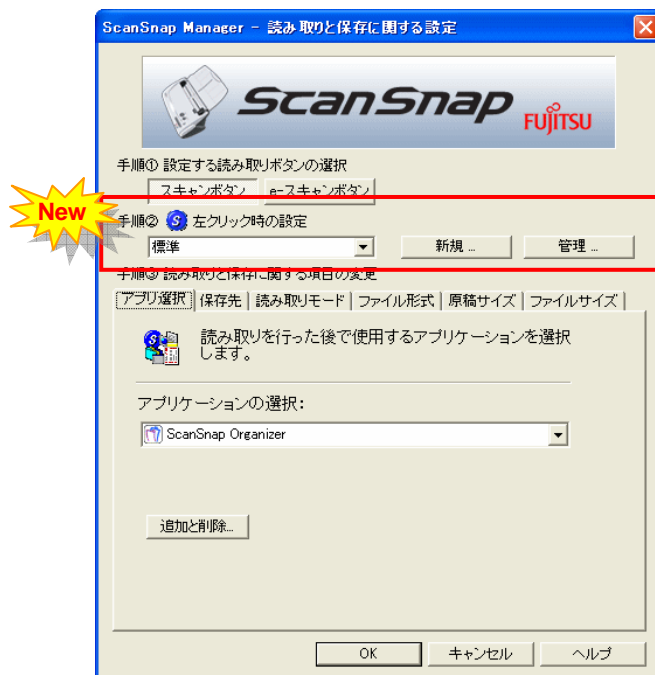 ScanSnap Manager - 読み取りと保存に関する設定
ScanSnap
FUJITSU
手順① 設定する読み取りボタンの選択
スキャンボタン e-スキャンボタン
New
手順② S 左クリック時の設定
標準 新規 ... 管理 ...
手順③ 読み取りと保存に関する項目の変更
アプリ選択 保存先 読み取りモード ファイル形式 原稿サイズ ファイルサイズ
読み取りを行った後で使用するアプリケーションを選択
します。
アプリケーションの選択:
ScanSnap Organizer
追加と削除...
OK キャンセル ヘルプ